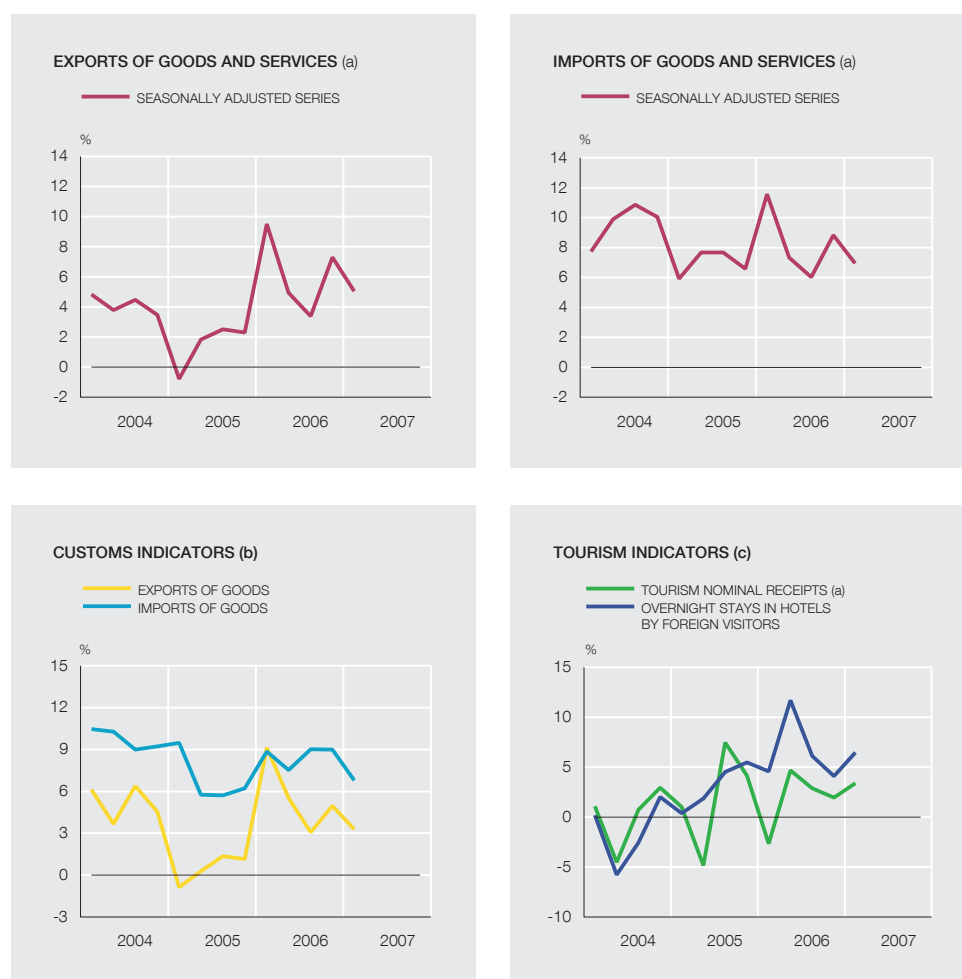 EXPORTS OF GOODS AND SERVICES (a)
SEASONALLY ADJUSTED SERIES
%
14
12
10
8
6
4
2
0
-2
2004 2005 2006 2007
IMPORTS OF GOODS AND SERVICES (a)
SEASONALLY ADJUSTED SERIES
%
14
12
10
8
6
4
2
0
-2
2004 2005 2006 2007
CUSTOMS INDICATORS (b)
EXPORTS OF GOODS
IMPORTS OF GOODS
%
15
12
9
6
3
0
-3
2004 2005 2006 2007
TOURISM INDICATORS (c)
TOURISM NOMINAL RECEIPTS (a)
OVERNIGHT STAYS IN HOTELS
BY FOREIGN VISITORS
%
15
10
5
0
-5
-10
2004 2005 2006 2007